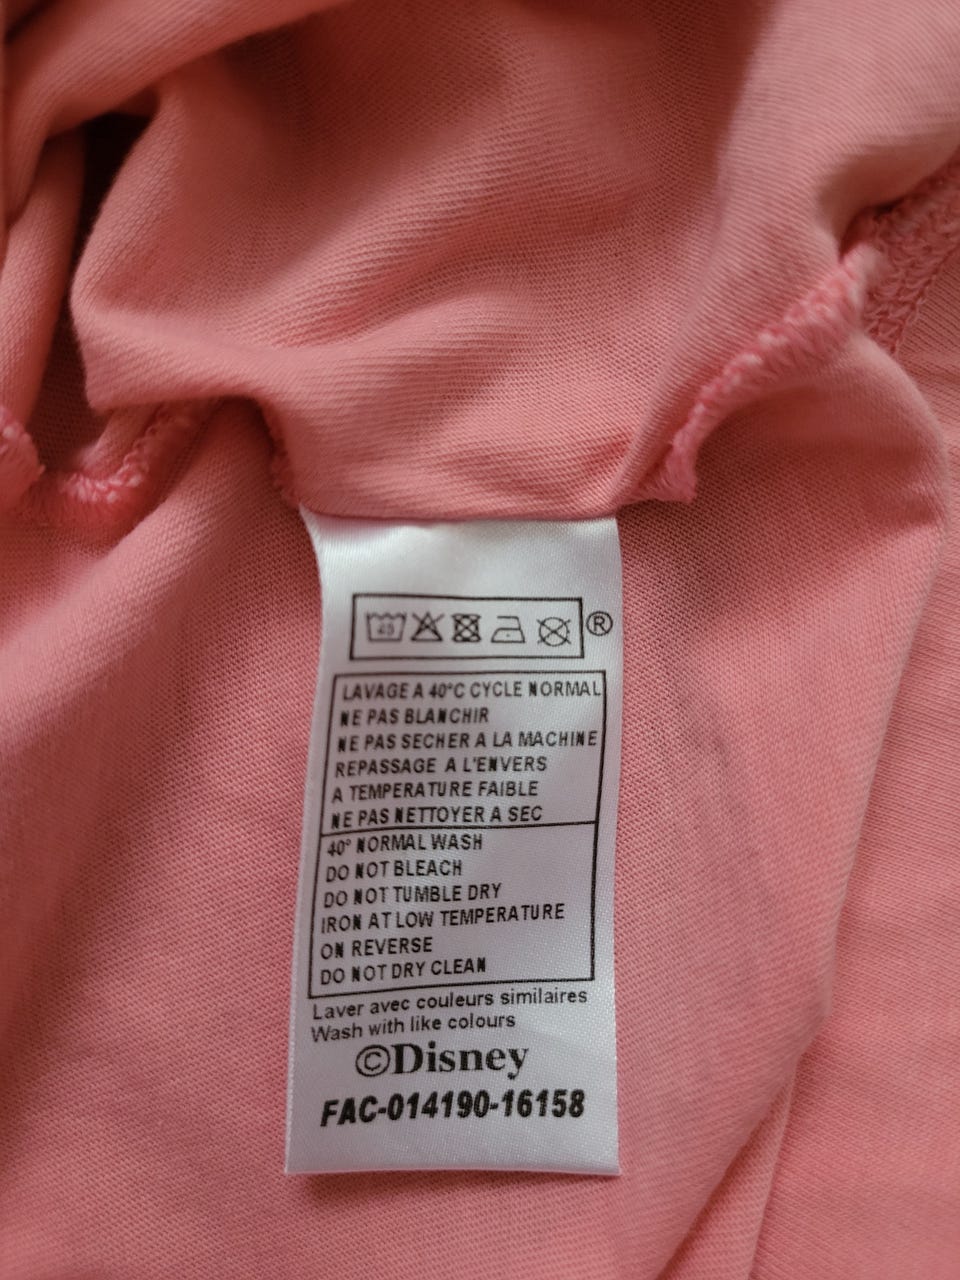 40
®
LAVAGE A 40°C CYCLE NORMAL
NE PAS BLANCHIR
NE PAS SECHER A LA MACHINE
REPASSAGE A L'ENVERS
A TEMPERATURE FAIBLE
NE PAS NETTOYER A SEC
40° NORMAL WASH
DO NOT BLEACH
DO NOT TUMBLE DRY
IRON AT LOW TEMPERATURE
ON REVERSE
DO NOT DRY CLEAN
Laver avec couleurs similaires
Wash with like colours
©Disney
FAC-014190-16158